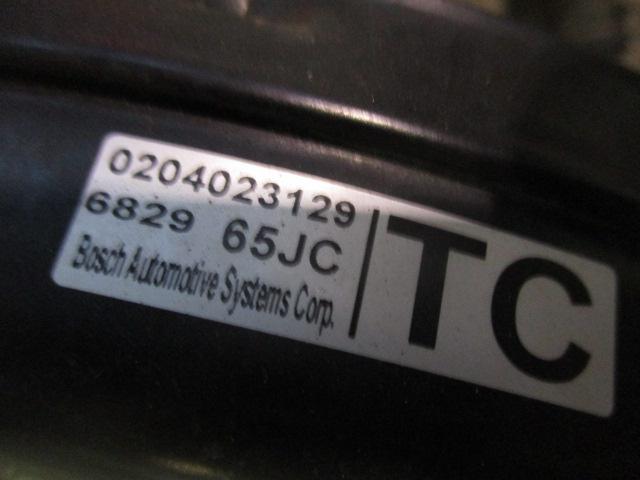 0204023129
6829 65JC
Bosch Automotive Systems Corp.
TC